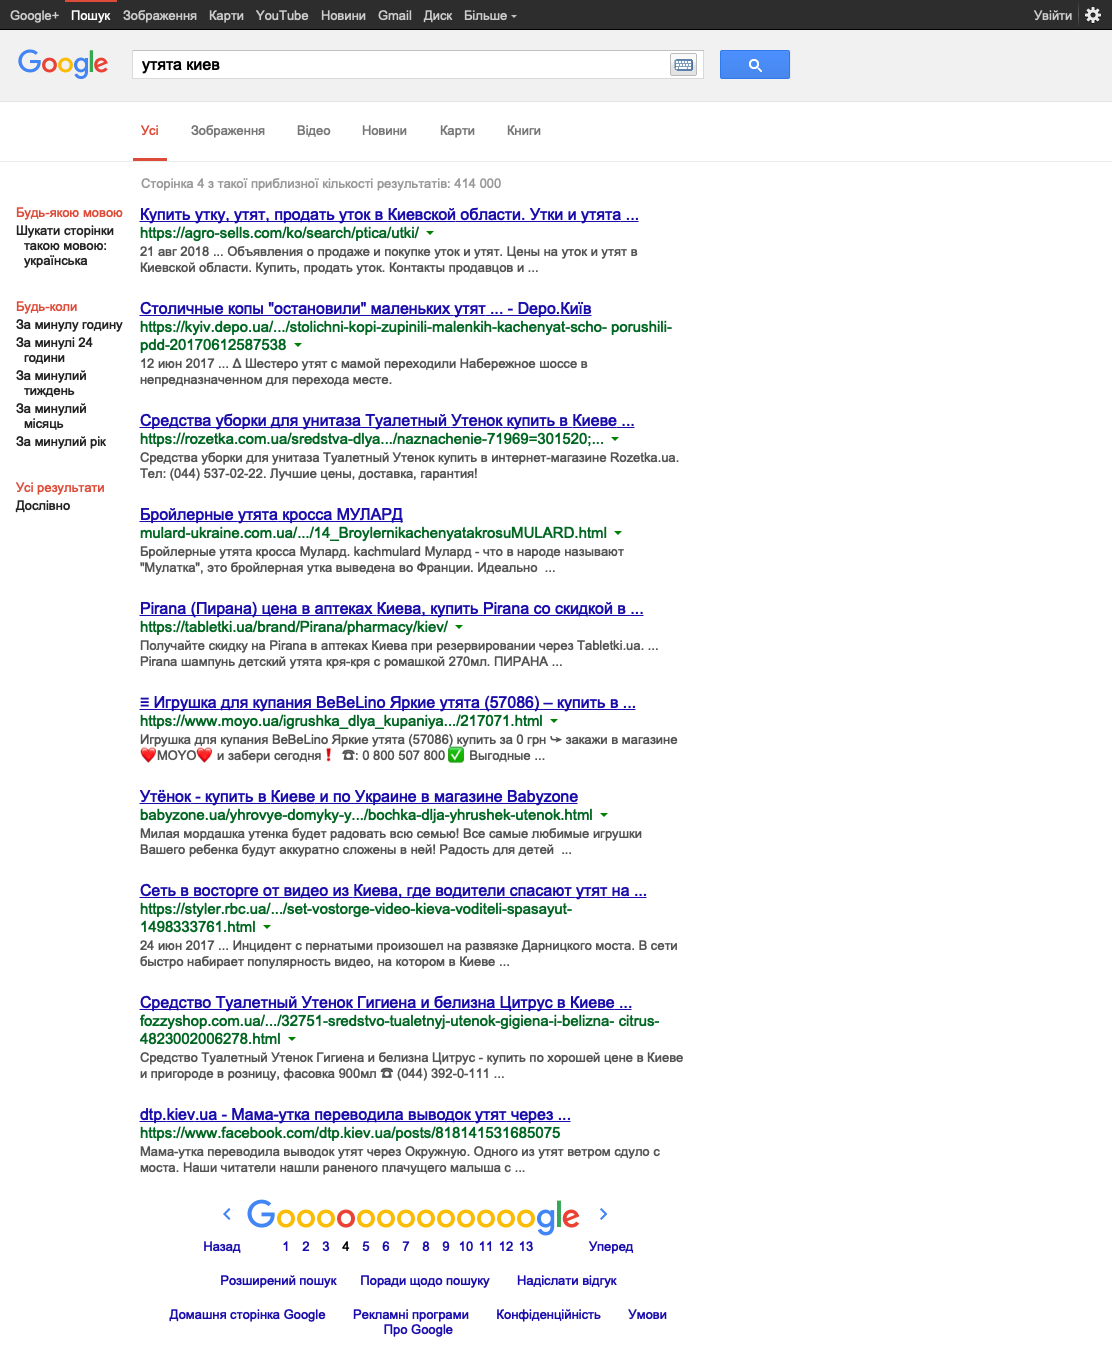 Google+ Пошук Зображення Карти YouTube Новини Gmail Диск Більше Увійти
Google утята киев
Усі Зображення Відео Новини Карти Книги
Сторінка 4 з такої приблизної кількості результатів: 414 000
Будь-якою мовою
Шукати сторінки
такою мовою:
українська
Будь-коли
За минулу годину
За минулі 24
години
За минулий
тиждень
За минулий
місяць
За минулий рік
Усі результати
Дослівно
Купить утку, утят, продать уток в Киевской области. Утки и утята ...
https://agro-sells.com/ko/search/ptica/utki/
21 авг 2018 ... Объявления о продаже и покупке уток и утят. Цены на уток и утят в
Киевской области. Купить, продать уток. Контакты продавцов и ...
Столичные копы "остановили" маленьких утят ... - Depo.Київ
https://kyiv.depo.ua/.../stolichni-kopi-zupinili-malenkih-kachenyat-scho- porushili-
pdd-20170612587538
12 июн 2017 ... Δ Шестеро утят с мамой переходили Набережное шоссе в
непредназначенном для перехода месте.
Средства уборки для унитаза Туалетный Утенок купить в Киеве ...
https://rozetka.com.ua/sredstva-dlya.../naznachenie-71969=301520;...
Средства уборки для унитаза Туалетный Утенок купить в интернет-магазине Rozetka.ua.
Тел: (044) 537-02-22. Лучшие цены, доставка, гарантия!
Бройлерные утята кросса МУЛАРД
mulard-ukraine.com.ua/.../14_BroylernikachenyatakrosuMULARD.html
Бройлерные утята кросса Мулард. kachmulard Мулард - что в народе называют
"Мулатка", это бройлерная утка выведена во Франции. Идеально ...
Pirana (Пирана) цена в аптеках Киева, купить Pirana со скидкой в ...
https://tabletki.ua/brand/Pirana/pharmacy/kiev/
Получайте скидку на Pirana в аптеках Киева при резервировании через Tabletki.ua. ...
Pirana шампунь детский утята кря-кря с ромашкой 270мл. ПИРАНА ...
≡ Игрушка для купания BeBeLino Яркие утята (57086) – купить в ...
https://www.moyo.ua/igrushka_dlya_kupaniya.../217071.html
Игрушка для купания BeBeLino Яркие утята (57086) купить за 0 грн ⤷ закажи в магазине
❤️MOYO❤️ и забери сегодня❗ ☎: 0 800 507 800 ✅ Выгодные ...
Утёнок - купить в Киеве и по Украине в магазине Babyzone
babyzone.ua/yhrovye-domyky-y.../bochka-dlja-yhrushek-utenok.html
Милая мордашка утенка будет радовать всю семью! Все самые любимые игрушки
Вашего ребенка будут аккуратно сложены в ней! Радость для детей ...
Сеть в восторге от видео из Киева, где водители спасают утят на ...
https://styler.rbc.ua/.../set-vostorge-video-kieva-voditeli-spasayut-
1498333761.html
24 июн 2017 ... Инцидент с пернатыми произошел на развязке Дарницкого моста. В сети
быстро набирает популярность видео, на котором в Киеве ...
Средство Туалетный Утенок Гигиена и белизна Цитрус в Киеве ...
fozzyshop.com.ua/.../32751-sredstvo-tualetnyj-utenok-gigiena-i-belizna- citrus-
4823002006278.html
Средство Туалетный Утенок Гигиена и белизна Цитрус - купить по хорошей цене в Киеве
и пригороде в розницу, фасовка 900мл ☎ (044) 392-0-111 ...
dtp.kiev.ua - Мама-утка переводила выводок утят через ...
https://www.facebook.com/dtp.kiev.ua/posts/818141531685075
Мама-утка переводила выводок утят через Окружную. Одного из утят ветром сдуло с
моста. Наши читатели нашли раненого плачущего малыша с ...
Goooooooooooooogle
Назад 1 2 3 4 5 6 7 8 9 10 11 12 13 Уперед
Розширений пошук Поради щодо пошуку Надіслати відгук
Домашня сторінка Google Рекламні програми Конфіденційність Умови
Про Google